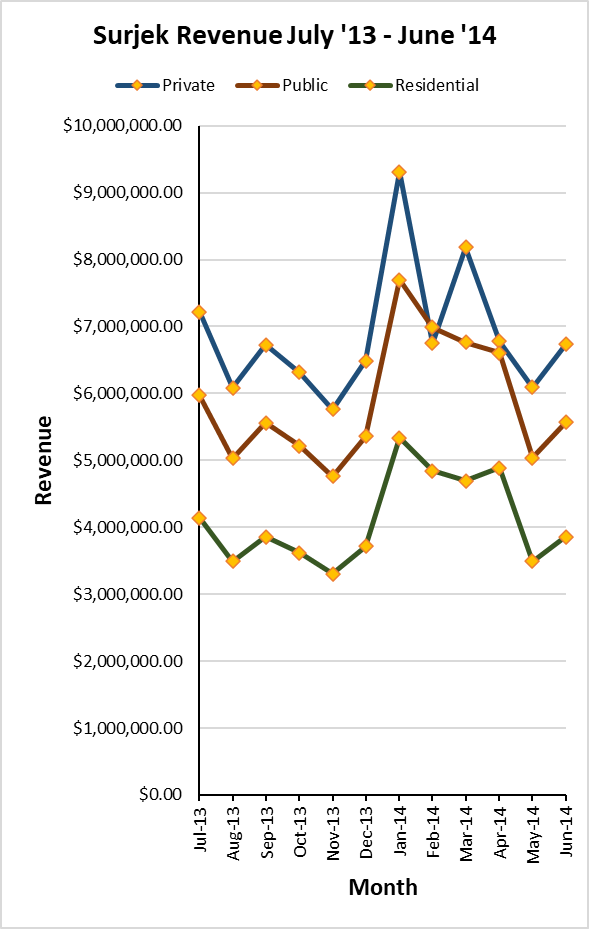 Surjek Revenue July '13 - June '14
Private Public Residential
$10,000,000.00
$9,000,000.00
$8,000,000.00
$7,000,000.00
$6,000,000.00
$5,000,000.00
$4,000,000.00
$3,000,000.00
$2,000,000.00
$1,000,000.00
$0.00
Revenue
Jul-13 Aug-13 Sep-13 Oct-13 Nov-13 Dec-13 Jan-14 Feb-14 Mar-14 Apr-14 May-14 Jun-14
Month